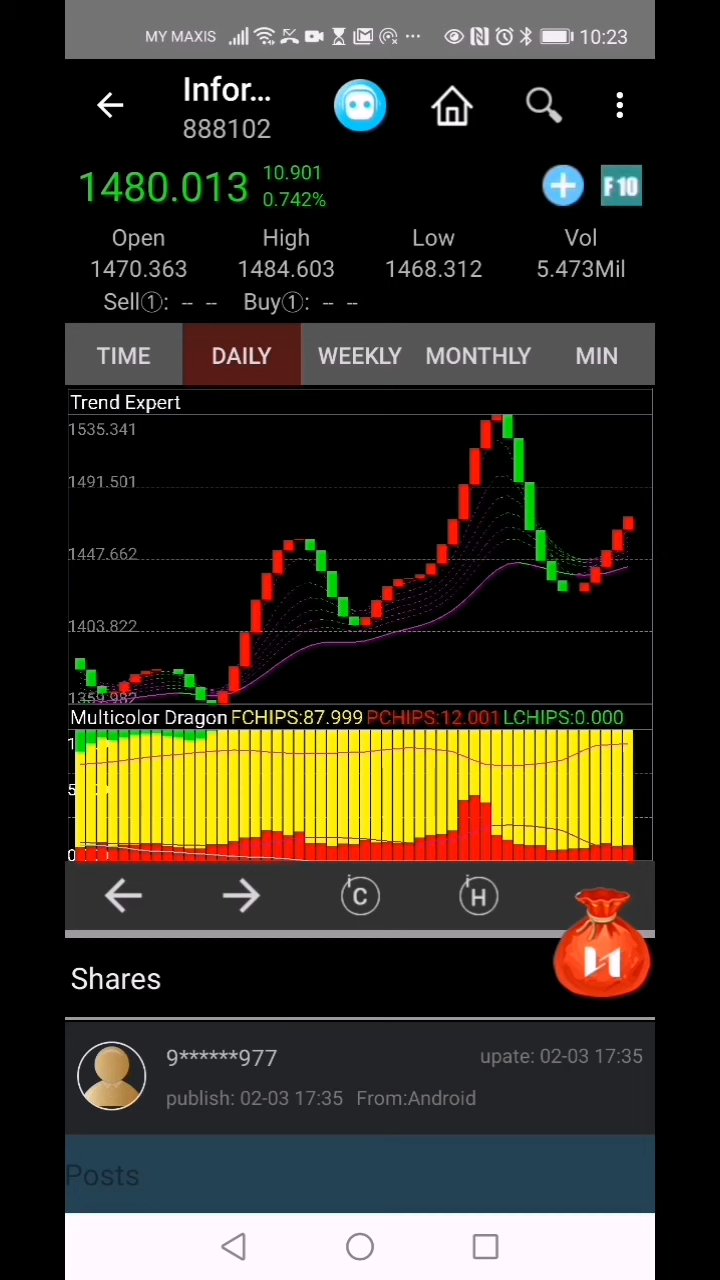 MY MAXIS 10:23
Infor...
888102
1480.013 10.901
0.742%
F10
Open High Low Vol
1470.363 1484.603 1468.312 5.473Mil
Sell①: -- -- Buy①: -- --
TIME DAILY WEEKLY MONTHLY MIN
Trend Expert
1535.341
1491.501
1447.662
1403.822
1359.982
Multicolor Dragon FCHIPS:87.999 PCHIPS:12.001 LCHIPS:0.000
C H
Shares
9******977 upate: 02-03 17:35
publish: 02-03 17:35 From:Android
Posts